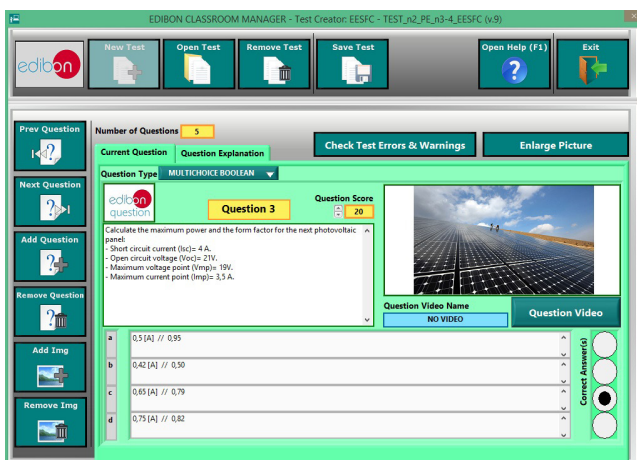 EDIBON CLASSROOM MANAGER - Test Creator: EESFC - TEST_n2_PE_n3-4_EESFC (v.9)
edibon
New Test
Open Test
Remove Test
Save Test
Open Help (F1)
Exit
Prev Question
Next Question
Add Question
Remove Question
Add Img
Remove Img
Number of Questions 5
Check Test Errors & Warnings
Enlarge Picture
Current Question
Question Explanation
Question Type MULTICHOICE BOOLEAN
edibon
question
Question 3
Question Score
20
Calculate the maximum power and the form factor for the next photovoltaic
panel:
- Short circuit current (Isc)= 4 A.
- Open circuit voltage (Voc)= 21V.
- Maximum voltage point (Vmp)= 19V.
- Maximum current point (Imp)= 3,5 A.
Question Video Name
NO VIDEO
Question Video
a 0,5 [A] // 0,95
b 0,42 [A] // 0,50
c 0,65 [A] // 0,79
d 0,75 [A] // 0,82
Correct Answer(s)